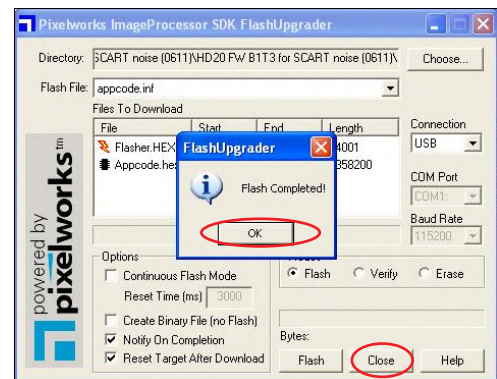 Pixelworks ImageProcessor SDK FlashUpgrader
Directory: SCART noise (0611)\HD20 FW B1T3 for SCART noise (0611)\ Choose...
Flash File: appcode.inf
Files To Download
File Start End Length
Flasher.HEX 4001
Appcode.he 358200
Connection
USB
COM Port
COM1:
Baud Rate
115200
FlashUpgrader
Flash Completed!
OK
powered by
pixelworks tm
Options
Continuous Flash Mode
Reset Time (ms) 3000
Create Binary File (no Flash)
Notify On Completion
Reset Target After Download
Flash Verify Erase
Bytes:
Flash Close Help